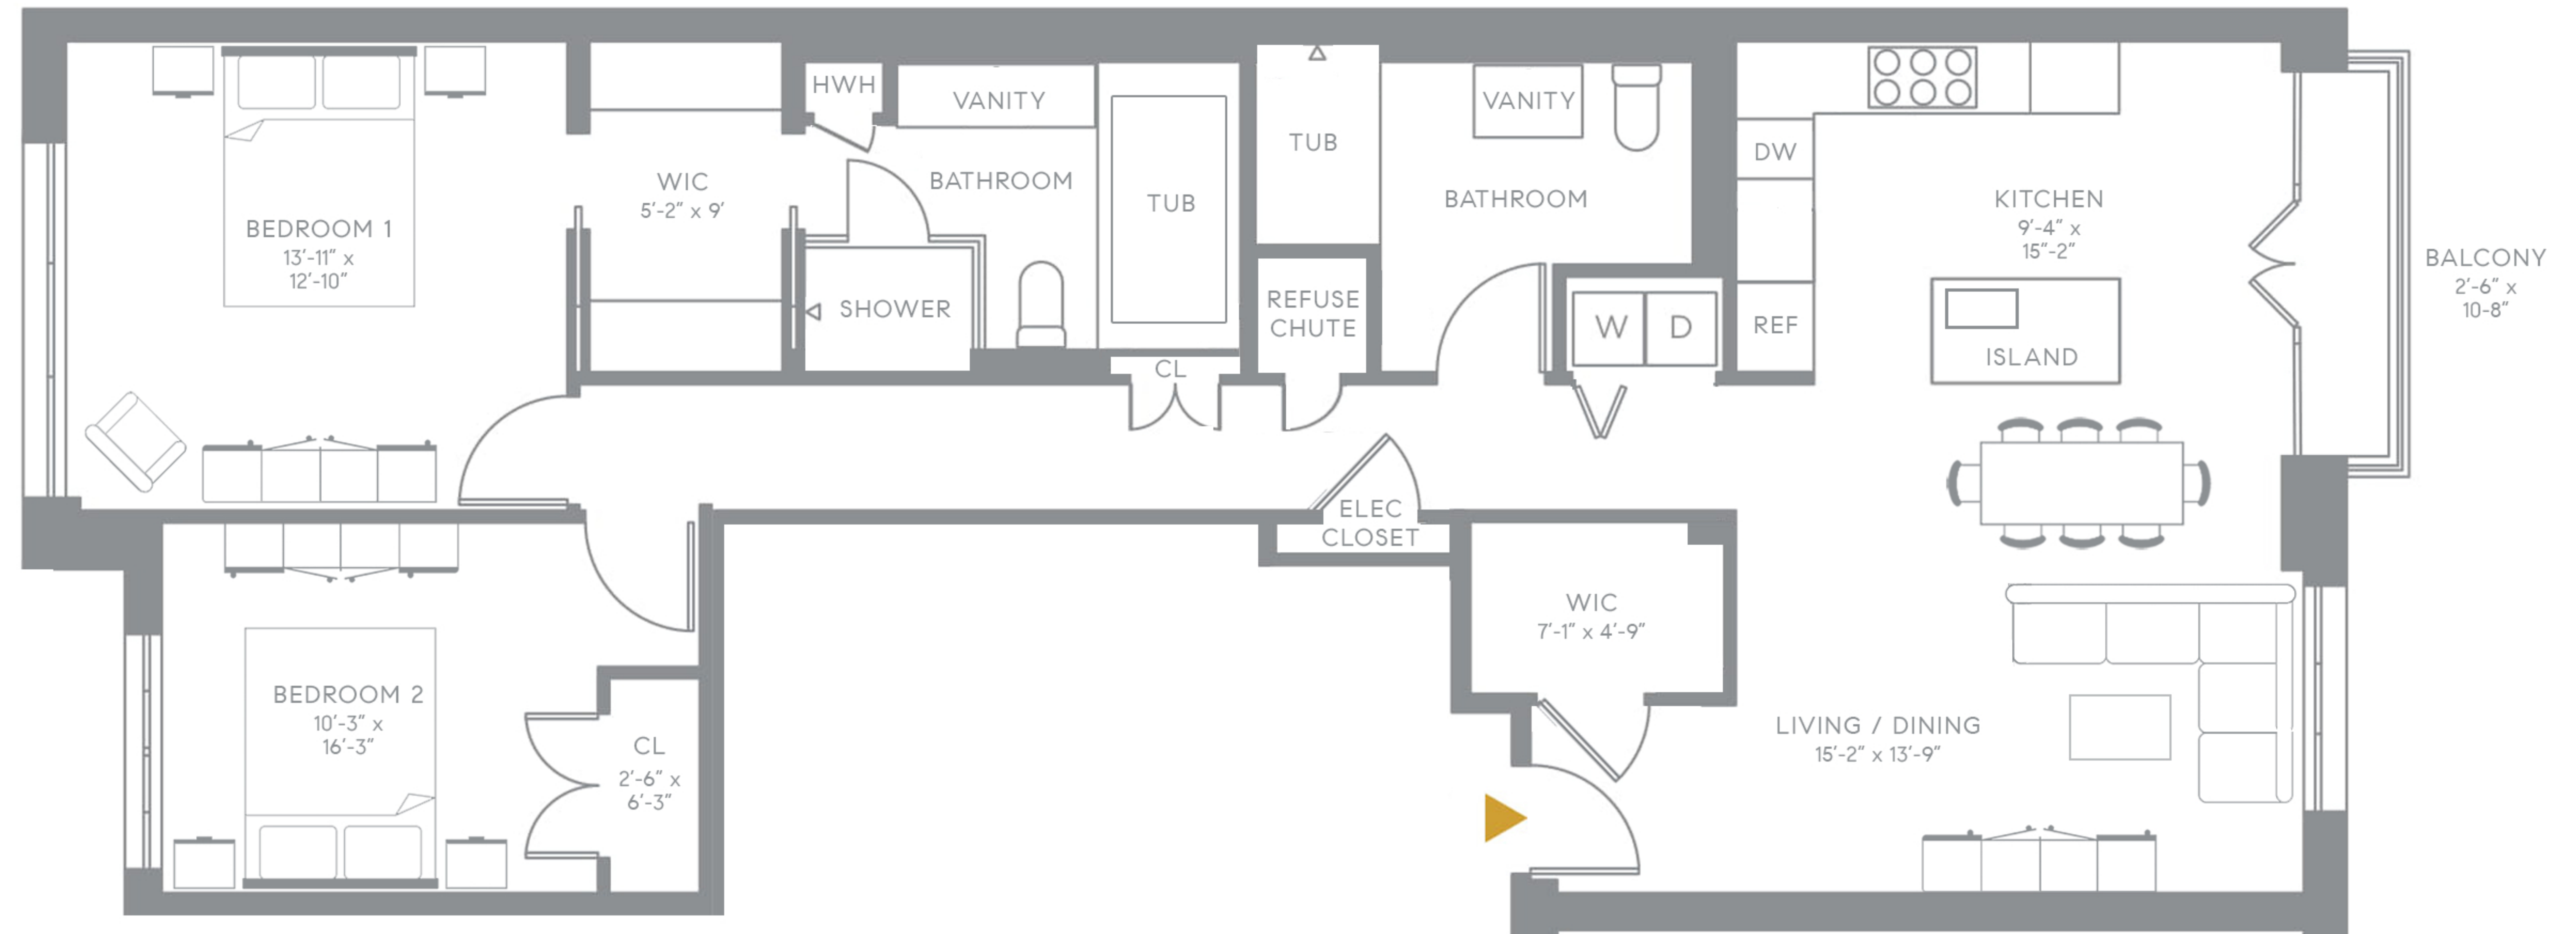 HWH
VANITY
BATHROOM
TUB
WIC
5'-2" x 9'
BEDROOM 1
13'-11" x
12'-10"
SHOWER
CL
TUB
REFUSE
CHUTE
VANITY
BATHROOM
W D
DW
REF
KITCHEN
9'-4" x
15"-2"
ISLAND
BALCONY
2'-6" x
10-8"
ELEC
CLOSET
WIC
7'-1" x 4'-9"
BEDROOM 2
10'-3" x
16'-3"
CL
2'-6" x
6'-3"
LIVING / DINING
15'-2" x 13'-9"